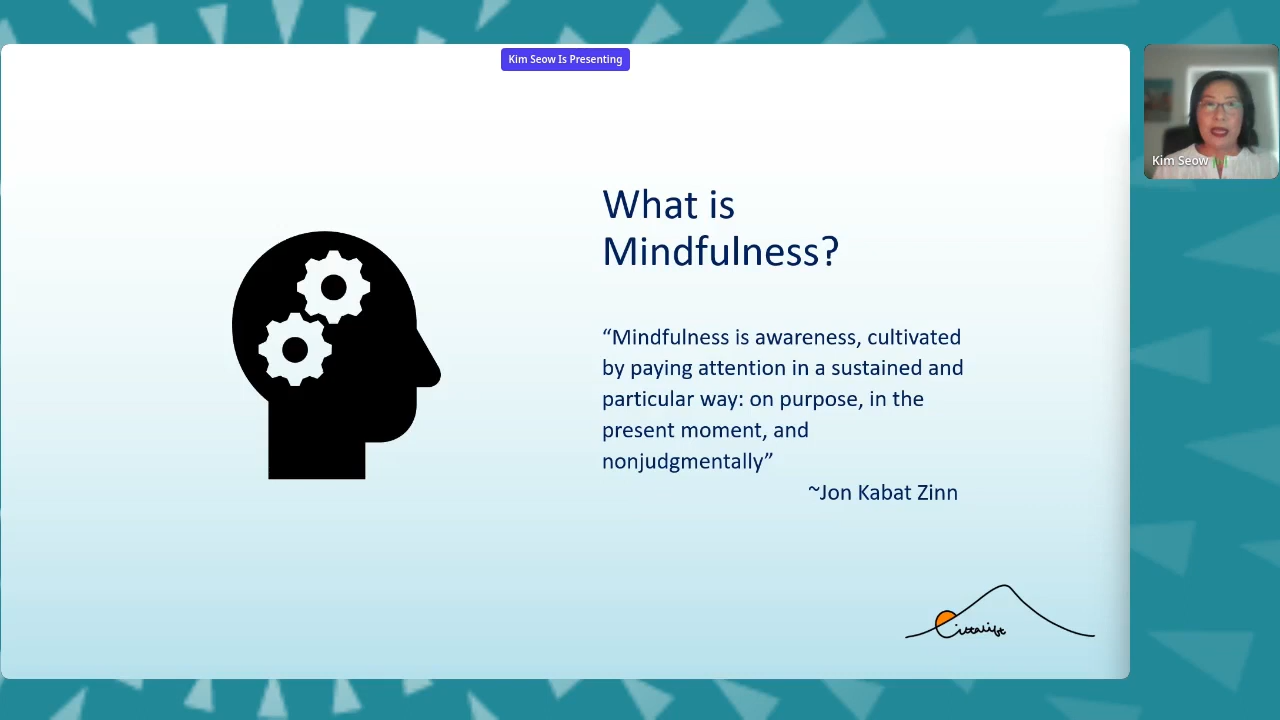 Kim Seow Is Presenting
Kim Seow
What is
Mindfulness?
“Mindfulness is awareness, cultivated
by paying attention in a sustained and
particular way: on purpose, in the
present moment, and
nonjudgmentally”
~Jon Kabat Zinn
Cittalift